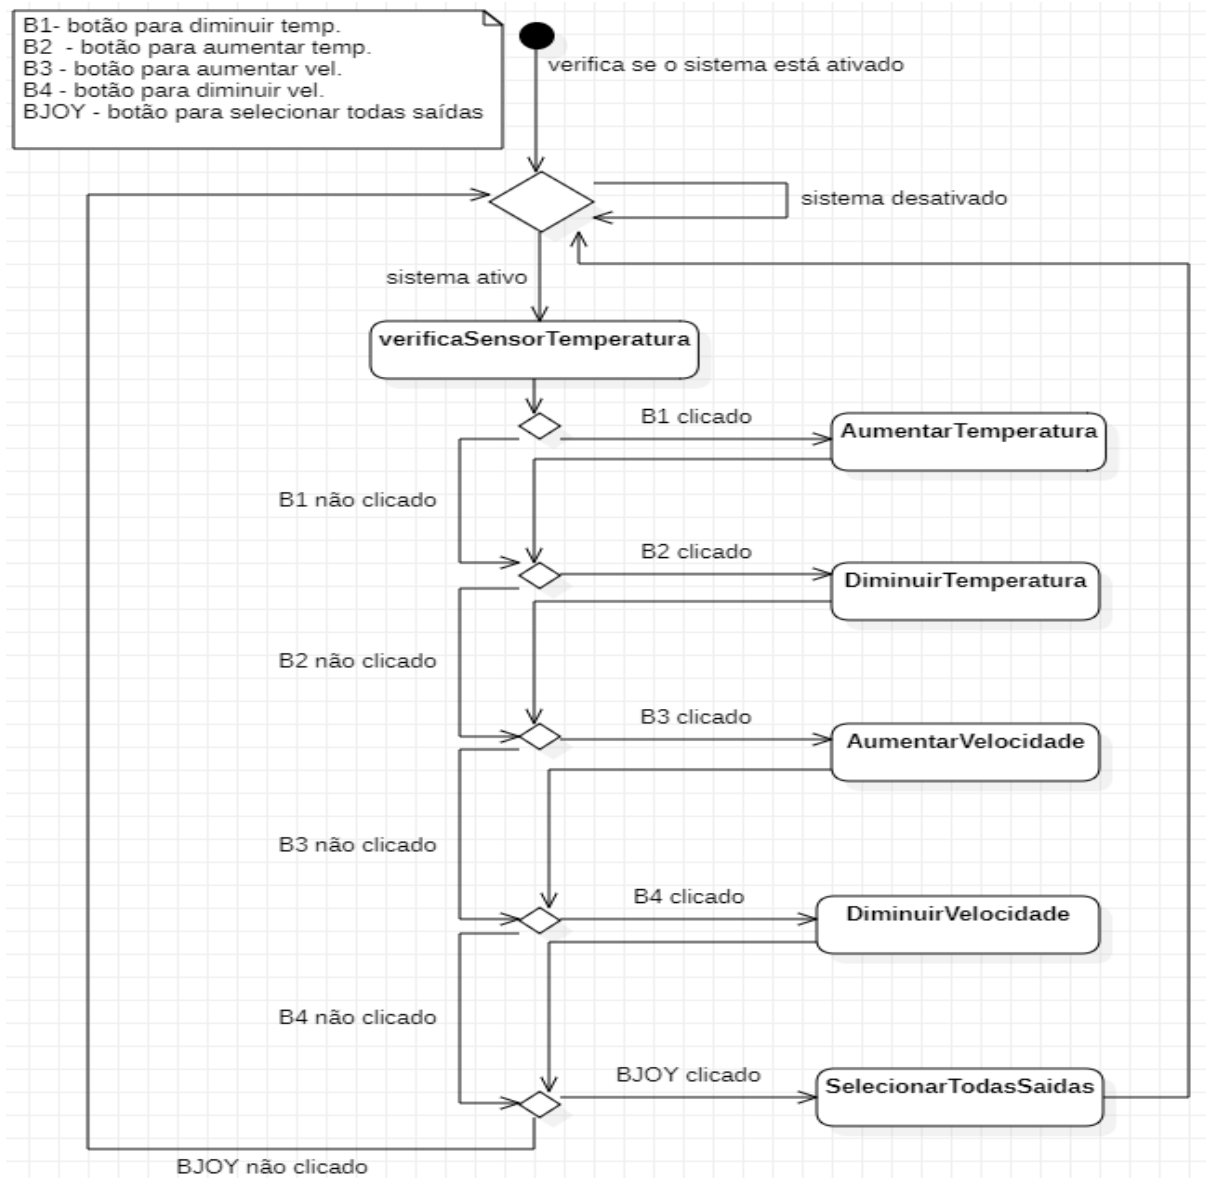 B1- botão para diminuir temp.
B2  - botão para aumentar temp.
B3 - botão para aumentar vel.
B4 - botão para diminuir vel.
BJOY - botão para selecionar todas saídas
verifica se o sistema está ativado
sistema desativado
sistema ativo
verificaSensorTemperatura
B1 clicado
AumentarTemperatura
B1 não clicado
B2 clicado
DiminuirTemperatura
B2 não clicado
B3 clicado
AumentarVelocidade
B3 não clicado
B4 clicado
DiminuirVelocidade
B4 não clicado
BJOY clicado
SelecionarTodasSaidas
BJOY não clicado